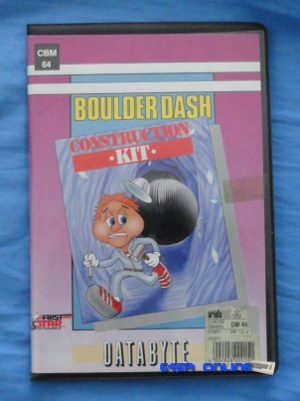 CBM
64
BOULDER DASH
CONSTRUCTION
·KIT·
FIRST
STAR
DATABYTE